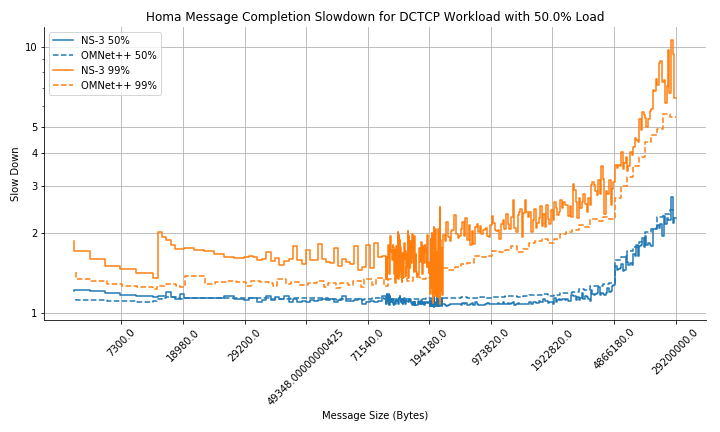 Homa Message Completion Slowdown for DCTCP Workload with 50.0% Load
NS-3 50%
OMNet++ 50%
NS-3 99%
OMNet++ 99%
Slow Down
10
5
4
3
2
1
7300.0
18980.0
29200.0
49348.00000000425
71540.0
194180.0
973820.0
1922820.0
4866180.0
29200000.0
Message Size (Bytes)